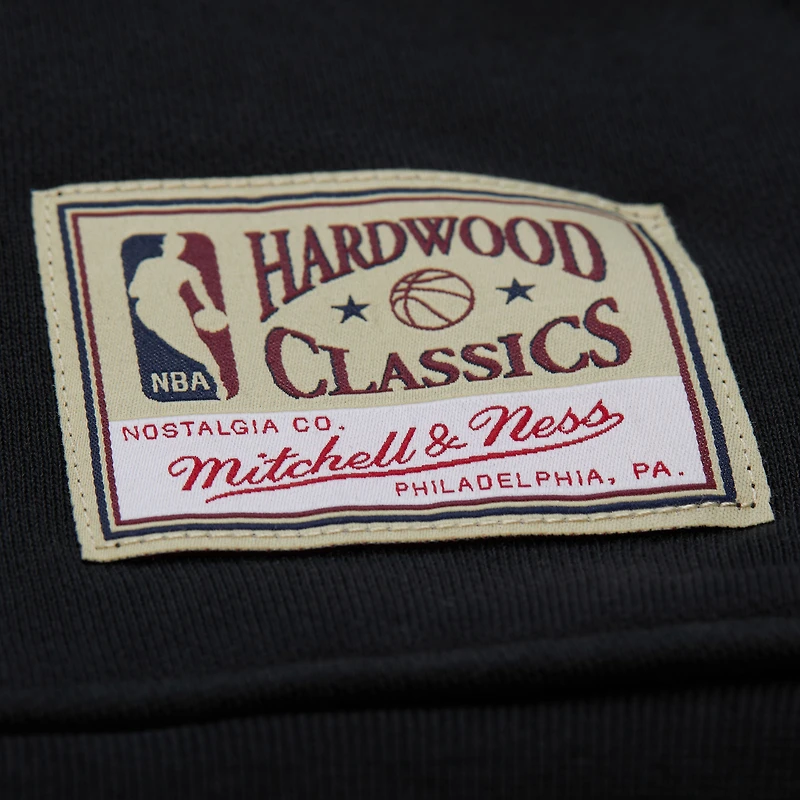 HARDWOOD
CLASSICS
NBA
NOSTALGIA CO.
Mitchell & Ness
PHILADELPHIA, PA.